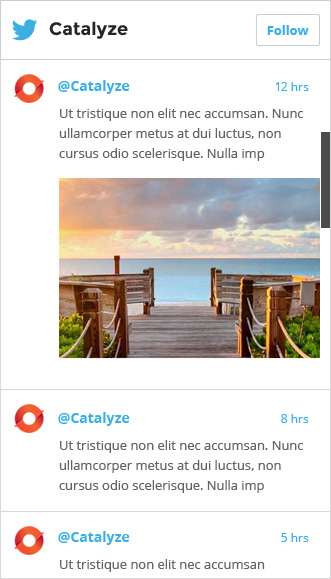 Catalyze
Follow
@Catalyze
12 hrs
Ut tristique non elit nec accumsan. Nunc
ullamcorper metus at dui luctus, non
cursus odio scelerisque. Nulla imp
@Catalyze
8 hrs
Ut tristique non elit nec accumsan. Nunc
ullamcorper metus at dui luctus, non
cursus odio scelerisque. Nulla imp
@Catalyze
5 hrs
Ut tristique non elit nec accumsan